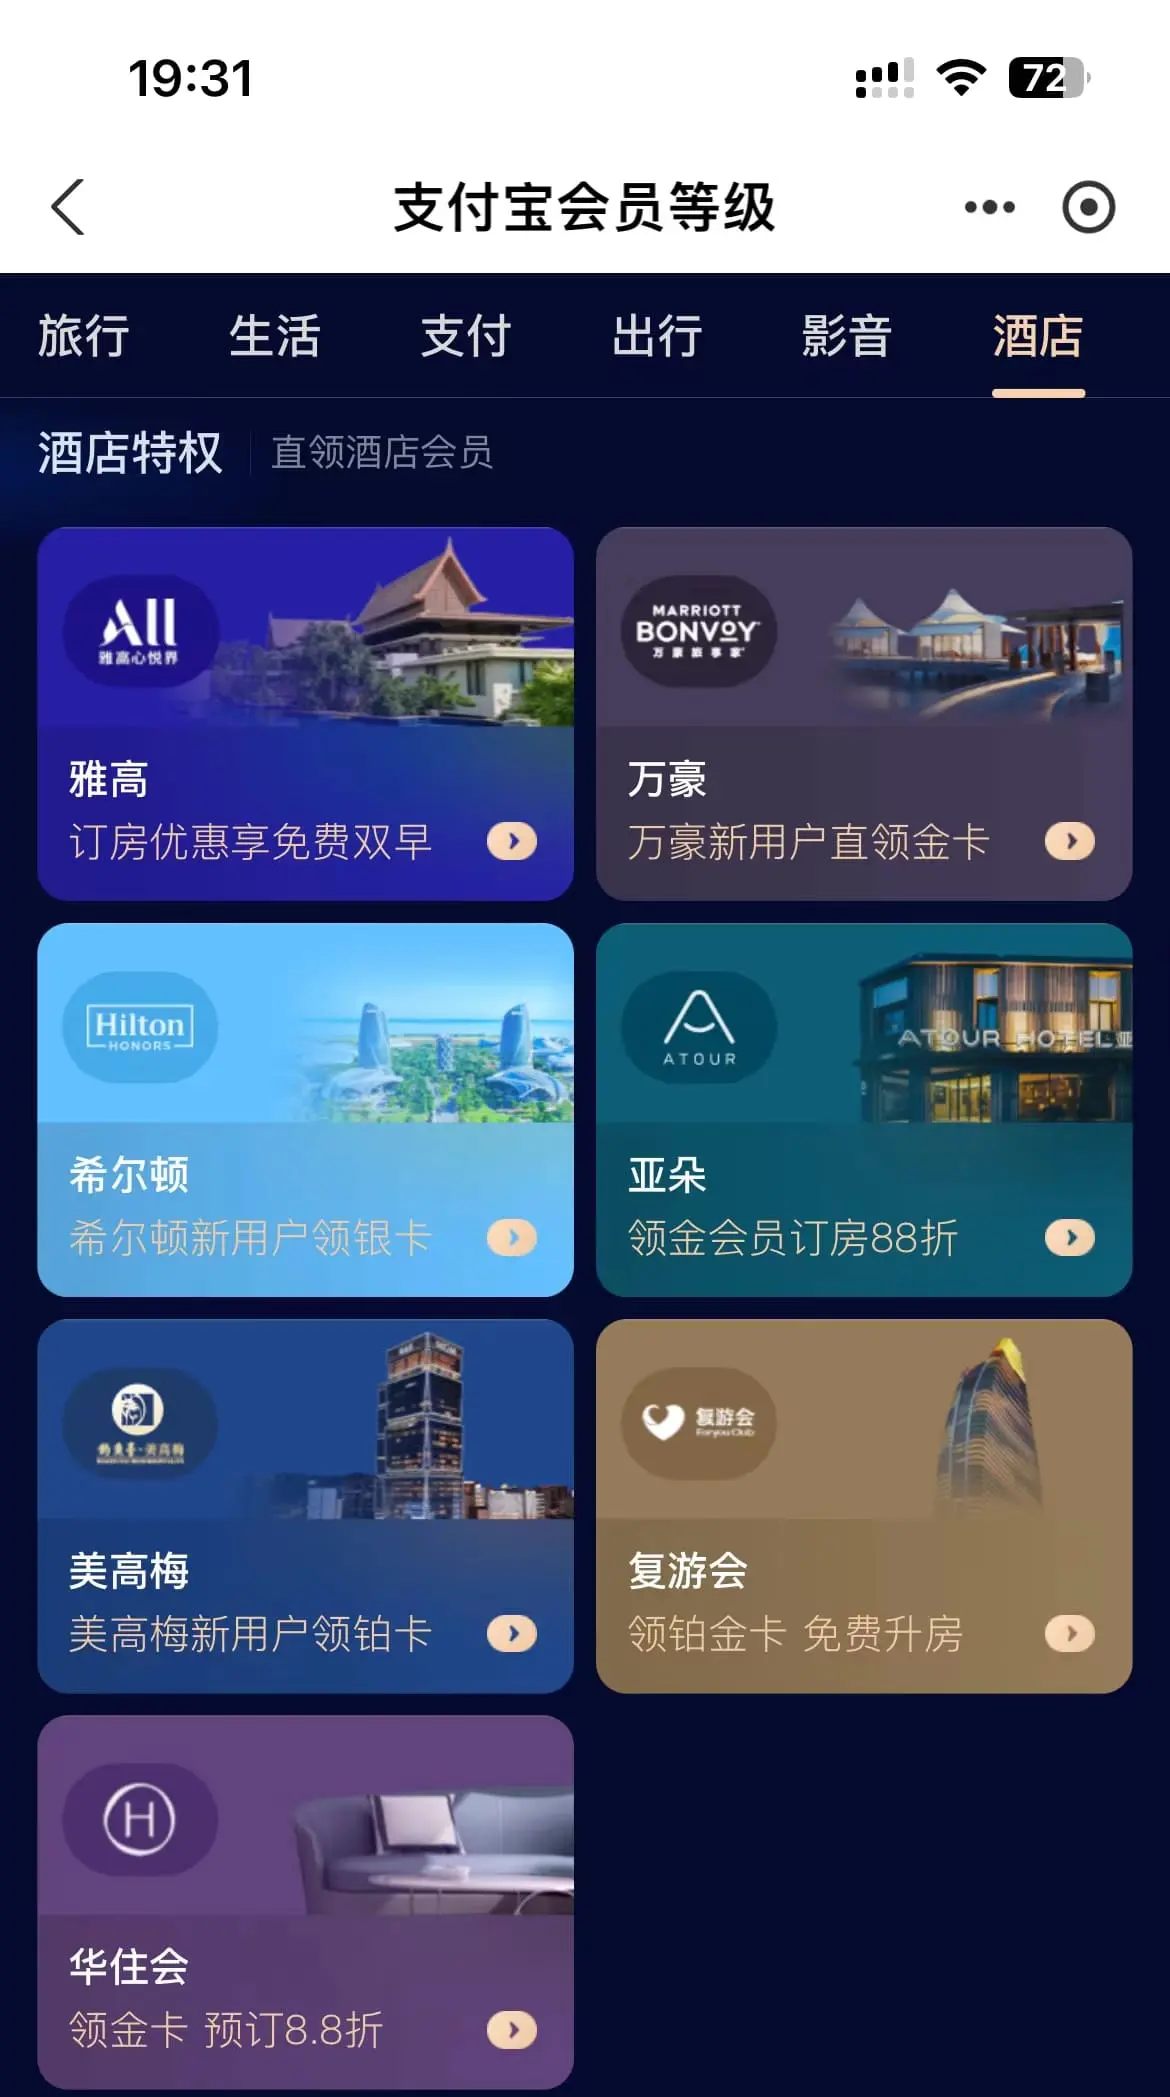 19:31
72
支付宝会员等级
旅行 生活 支付 出行 影音 酒店
酒店特权 直领酒店会员
All
雅高心悦界
雅高
订房优惠享免费双早
MARRIOTT
BONVOY
万豪旅享家
万豪
万豪新用户直领金卡
Hilton
HONORS
希尔顿
希尔顿新用户领银卡
ATOUR
ATOUR HOTEL 亚
亚朵
领金会员订房88折
钓鱼台·美高梅
美高梅
美高梅新用户领铂卡
复游会
Foryou Club
复游会
领铂金卡 免费升房
H
华住会
领金卡 预订8.8折